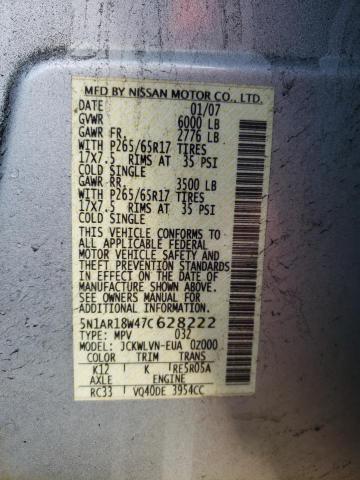 MFD BY NISSAN MOTOR CO., LTD.
DATE 01/07
GVWR 6000 LB
GAWR FR. 2776 LB
WITH P265/65R17 TIRES
17X7.5 RIMS AT 35 PSI
COLD SINGLE
GAWR RR. 3500 LB
WITH P265/65R17 TIRES
17X7.5 RIMS AT 35 PSI
COLD SINGLE
THIS VEHICLE CONFORMS TO
ALL APPLICABLE FEDERAL
MOTOR VEHICLE SAFETY AND
THEFT PREVENTION
STANDARDS IN EFFECT ON
THE DATE OF
MANUFACTURE SHOWN ABOVE.
SEE OWNERS MANUAL FOR
ADDITIONAL INFORMATION.
5N1AR18W47C628222
TYPE: MPV 032
MODEL: JCKWLVN-EUA 02000
COLOR TRIM TRANS
K12 K RE5R05A
AXLE ENGINE
RC33 VQ40DE 3954CC